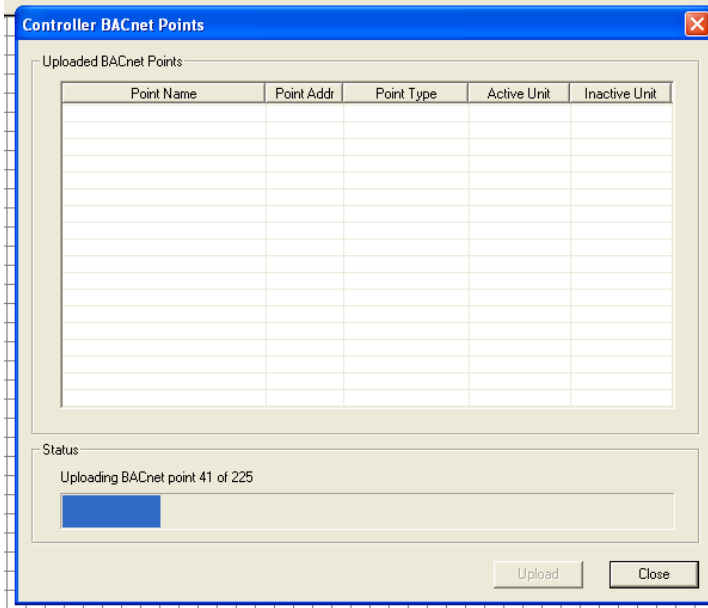 Controller BACnet Points
Uploaded BACnet Points
Point Name Point Addr Point Type Active Unit Inactive Unit
Status
Uploading BACnet point 41 of 225
Upload Close